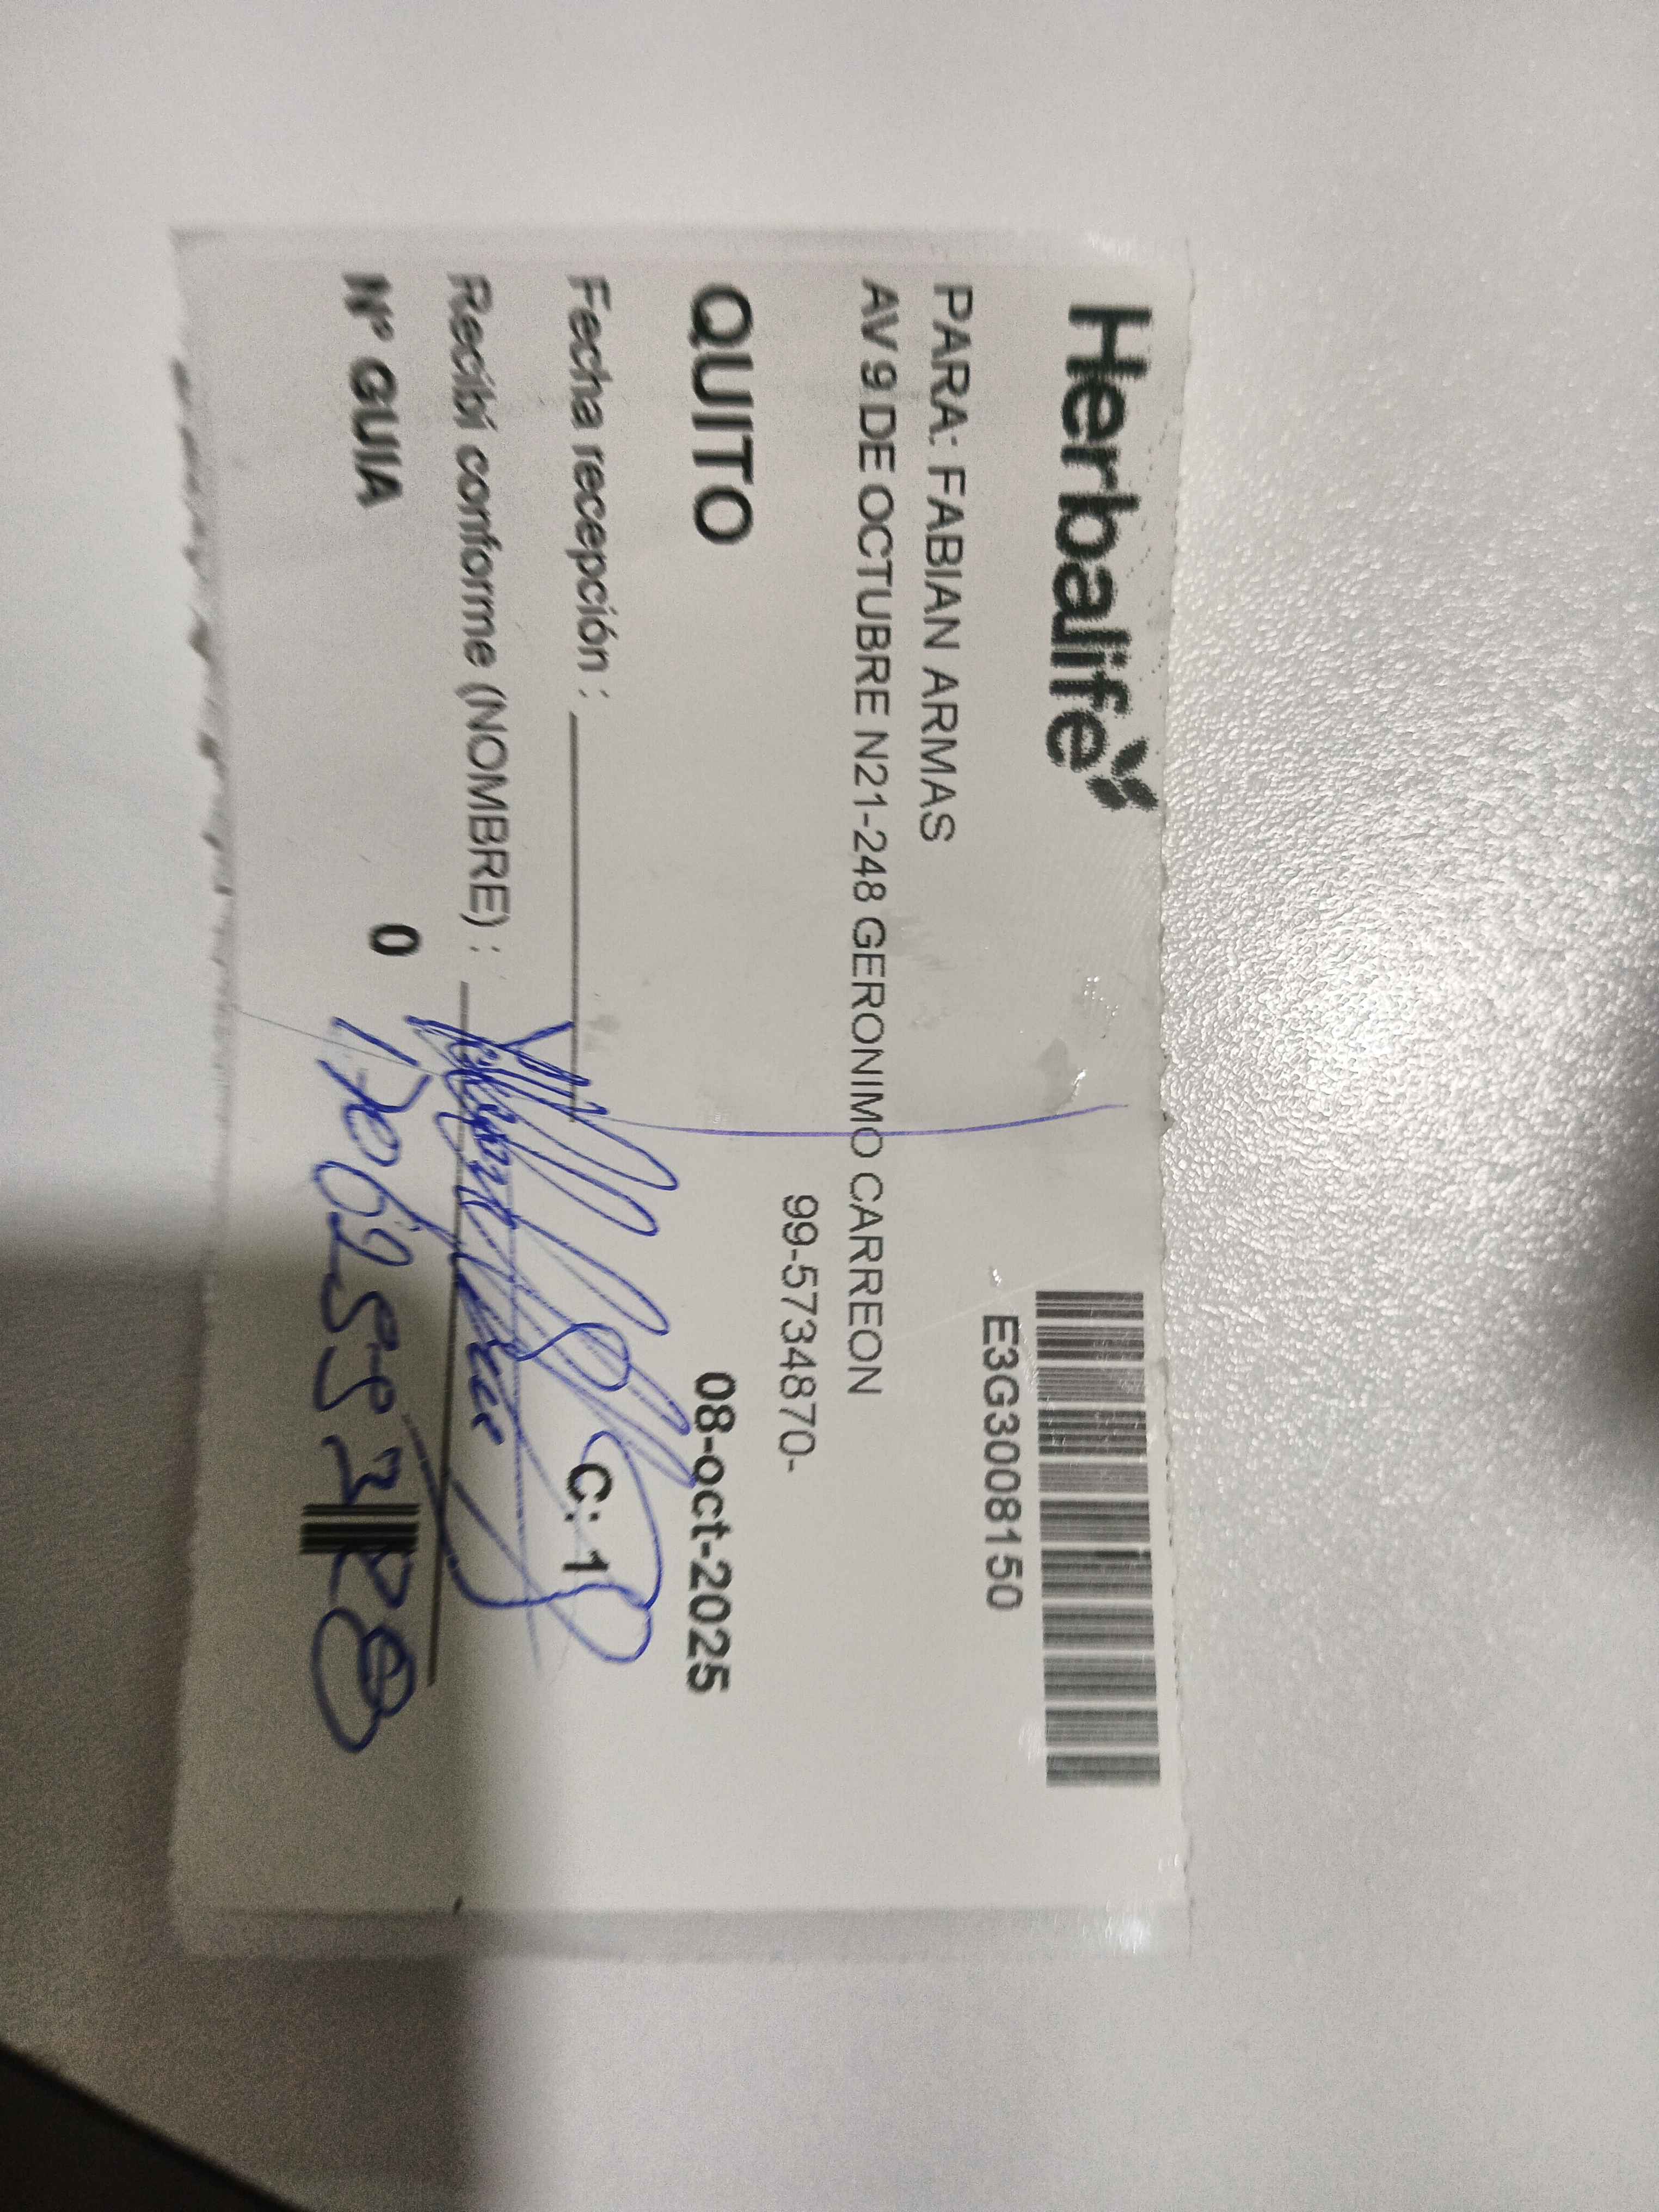 Herbalife
E3G3008150
PARA: FABIAN ARMAS
AV 9 DE OCTUBRE N21-248 GERONIMO CARREON
99-5734870-
QUITO 08-oct-2025
Fecha recepción : C: 1
Recibí conforme (NOMBRE) :
Nº GUIA 0